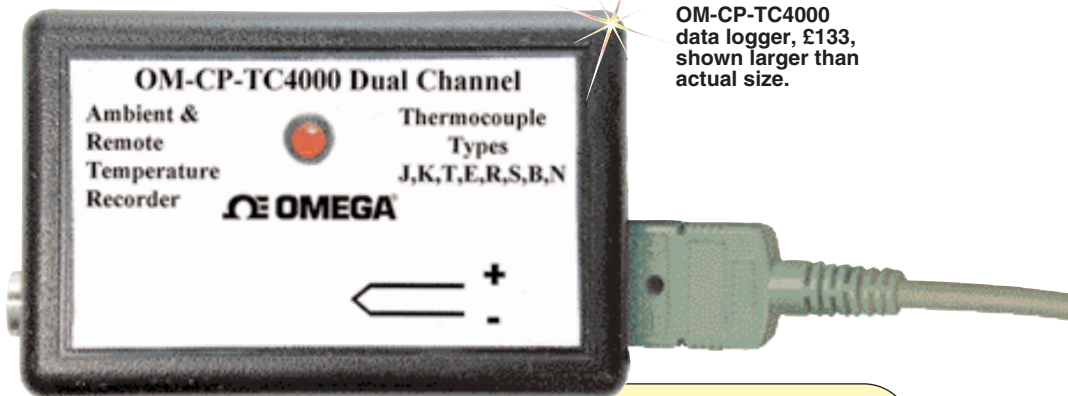 OM-CP-TC4000
data logger, £133,
shown larger than
actual size.
OM-CP-TC4000 Dual Channel
Ambient &
Remote
Temperature
Recorder
Thermocouple
Types
J,K,T,E,R,S,B,N
ΩE OMEGA®
+
-